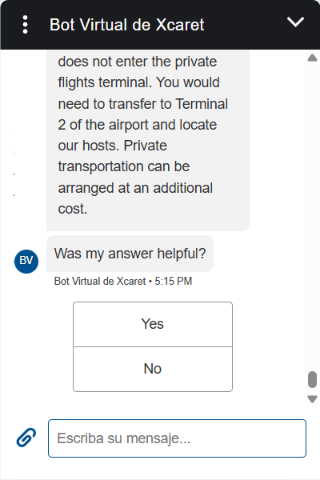 Bot Virtual de Xcaret
does not enter the private
flights terminal. You would
need to transfer to Terminal
2 of the airport and locate
our hosts. Private
transportation can be
arranged at an additional
cost.
Was my answer helpful?
BV
Bot Virtual de Xcaret • 5:15 PM
Yes
No
Escriba su mensaje...